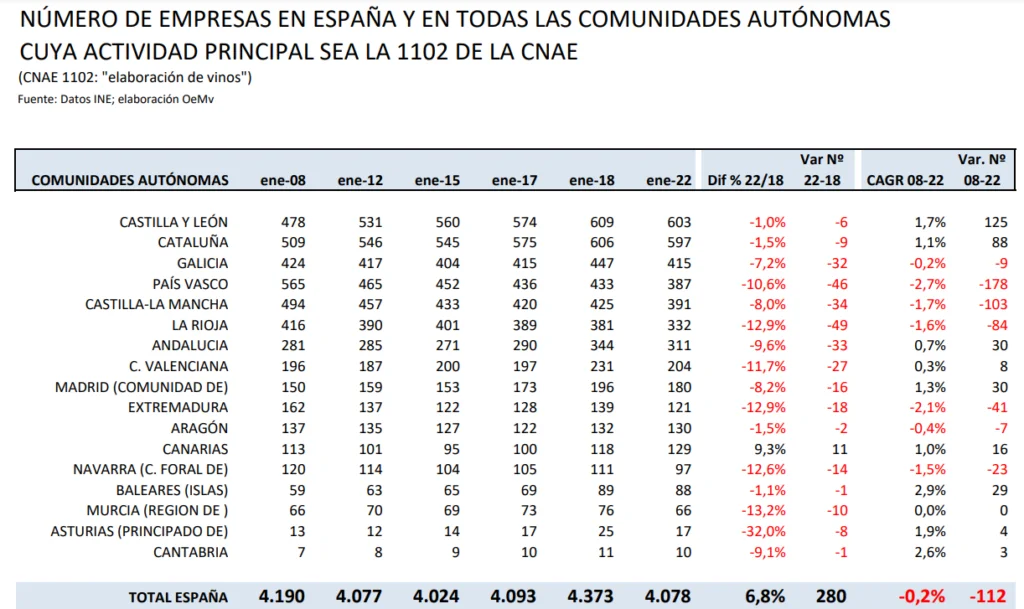 NÚMERO DE EMPRESAS EN ESPAÑA Y EN TODAS LAS COMUNIDADES AUTÓNOMAS
CUYA ACTIVIDAD PRINCIPAL SEA LA 1102 DE LA CNAE
(CNAE 1102: "elaboración de vinos")
Fuente: Datos INE; elaboración OeMv
Var Nº Var. Nº
COMUNIDADES AUTÓNOMAS ene-08 ene-12 ene-15 ene-17 ene-18 ene-22 Dif % 22/18 22-18 CAGR 08-22 08-22
CASTILLA Y LEÓN 478 531 560 574 609 603 -1,0% -6 1,7% 125
CATALUÑA 509 546 545 575 606 597 -1,5% -9 1,1% 88
GALICIA 424 417 404 415 447 415 -7,2% -32 -0,2% -9
PAÍS VASCO 565 465 452 436 433 387 -10,6% -46 -2,7% -178
CASTILLA-LA MANCHA 494 457 433 420 425 391 -8,0% -34 -1,7% -103
LA RIOJA 416 390 401 389 381 332 -12,9% -49 -1,6% -84
ANDALUCIA 281 285 271 290 344 311 -9,6% -33 0,7% 30
C. VALENCIANA 196 187 200 197 231 204 -11,7% -27 0,3% 8
MADRID (COMUNIDAD DE) 150 159 153 173 196 180 -8,2% -16 1,3% 30
EXTREMADURA 162 137 122 128 139 121 -12,9% -18 -2,1% -41
ARAGÓN 137 135 127 122 132 130 -1,5% -2 -0,4% -7
CANARIAS 113 101 95 100 118 129 9,3% 11 1,0% 16
NAVARRA (C. FORAL DE) 120 114 104 105 111 97 -12,6% -14 -1,5% -23
BALEARES (ISLAS) 59 63 65 69 89 88 -1,1% -1 2,9% 29
MURCIA (REGION DE ) 66 70 69 73 76 66 -13,2% -10 0,0% 0
ASTURIAS (PRINCIPADO DE) 13 12 14 17 25 17 -32,0% -8 1,9% 4
CANTABRIA 7 8 9 10 11 10 -9,1% -1 2,6% 3
TOTAL ESPAÑA 4.190 4.077 4.024 4.093 4.373 4.078 6,8% 280 -0,2% -112